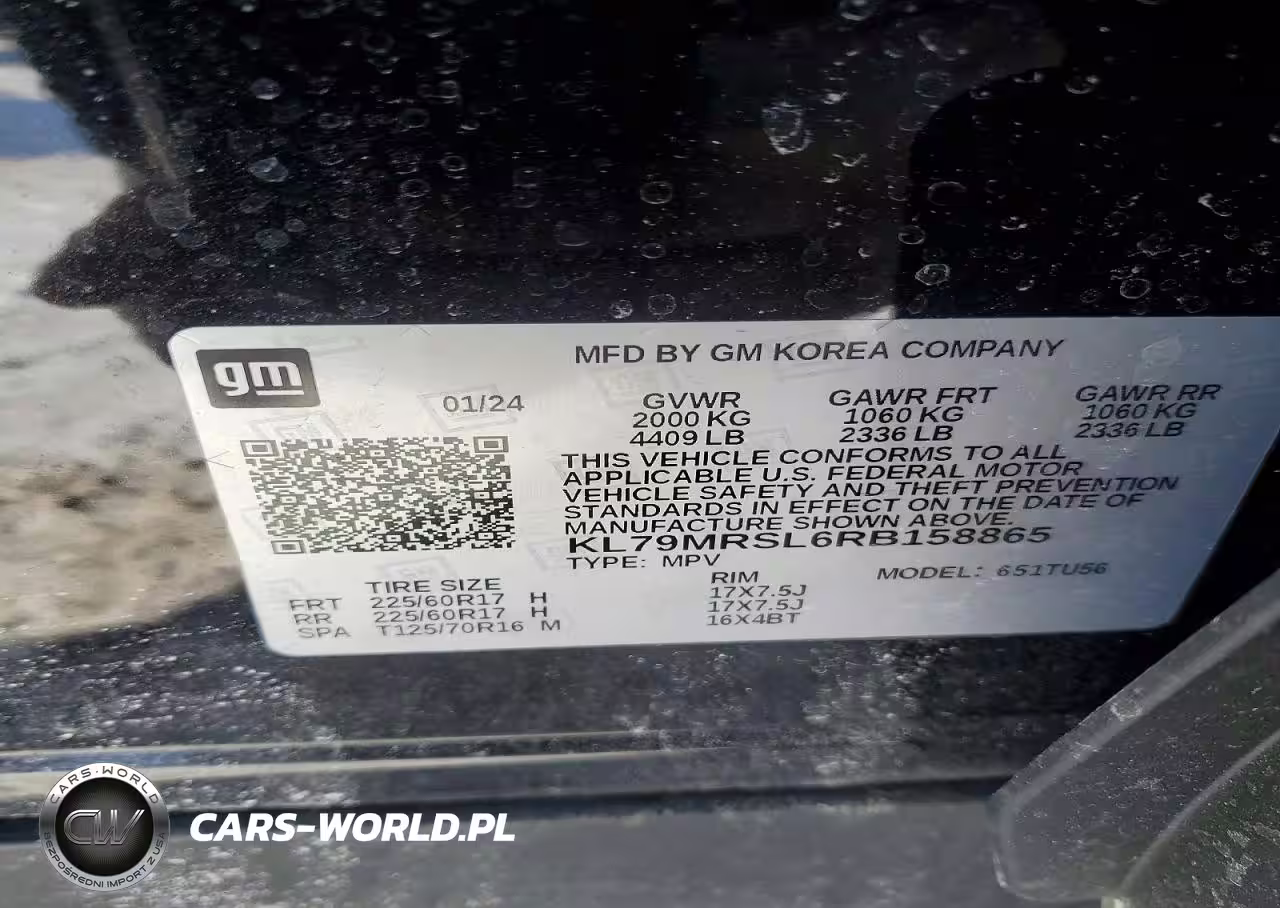 gm
MFD BY GM KOREA COMPANY
01/24
GVWR GAWR FRT GAWR RR
2000 KG 1060 KG 1060 KG
4409 LB 2336 LB 2336 LB
THIS VEHICLE CONFORMS TO ALL
APPLICABLE U.S. FEDERAL MOTOR
VEHICLE SAFETY AND THEFT PREVENTION
STANDARDS IN EFFECT ON THE DATE OF
MANUFACTURE SHOWN ABOVE.
KL79MRSL6RB158865
TYPE: MPV MODEL: 651TU56
TIRE SIZE RIM
FRT 225/60R17 H 17X7.5J
RR 225/60R17 H 17X7.5J
SPA T125/70R16 M 16X4BT
CARS-WORLD
CW
BEZPOŚREDNI IMPORT Z USA
CARS-WORLD.PL